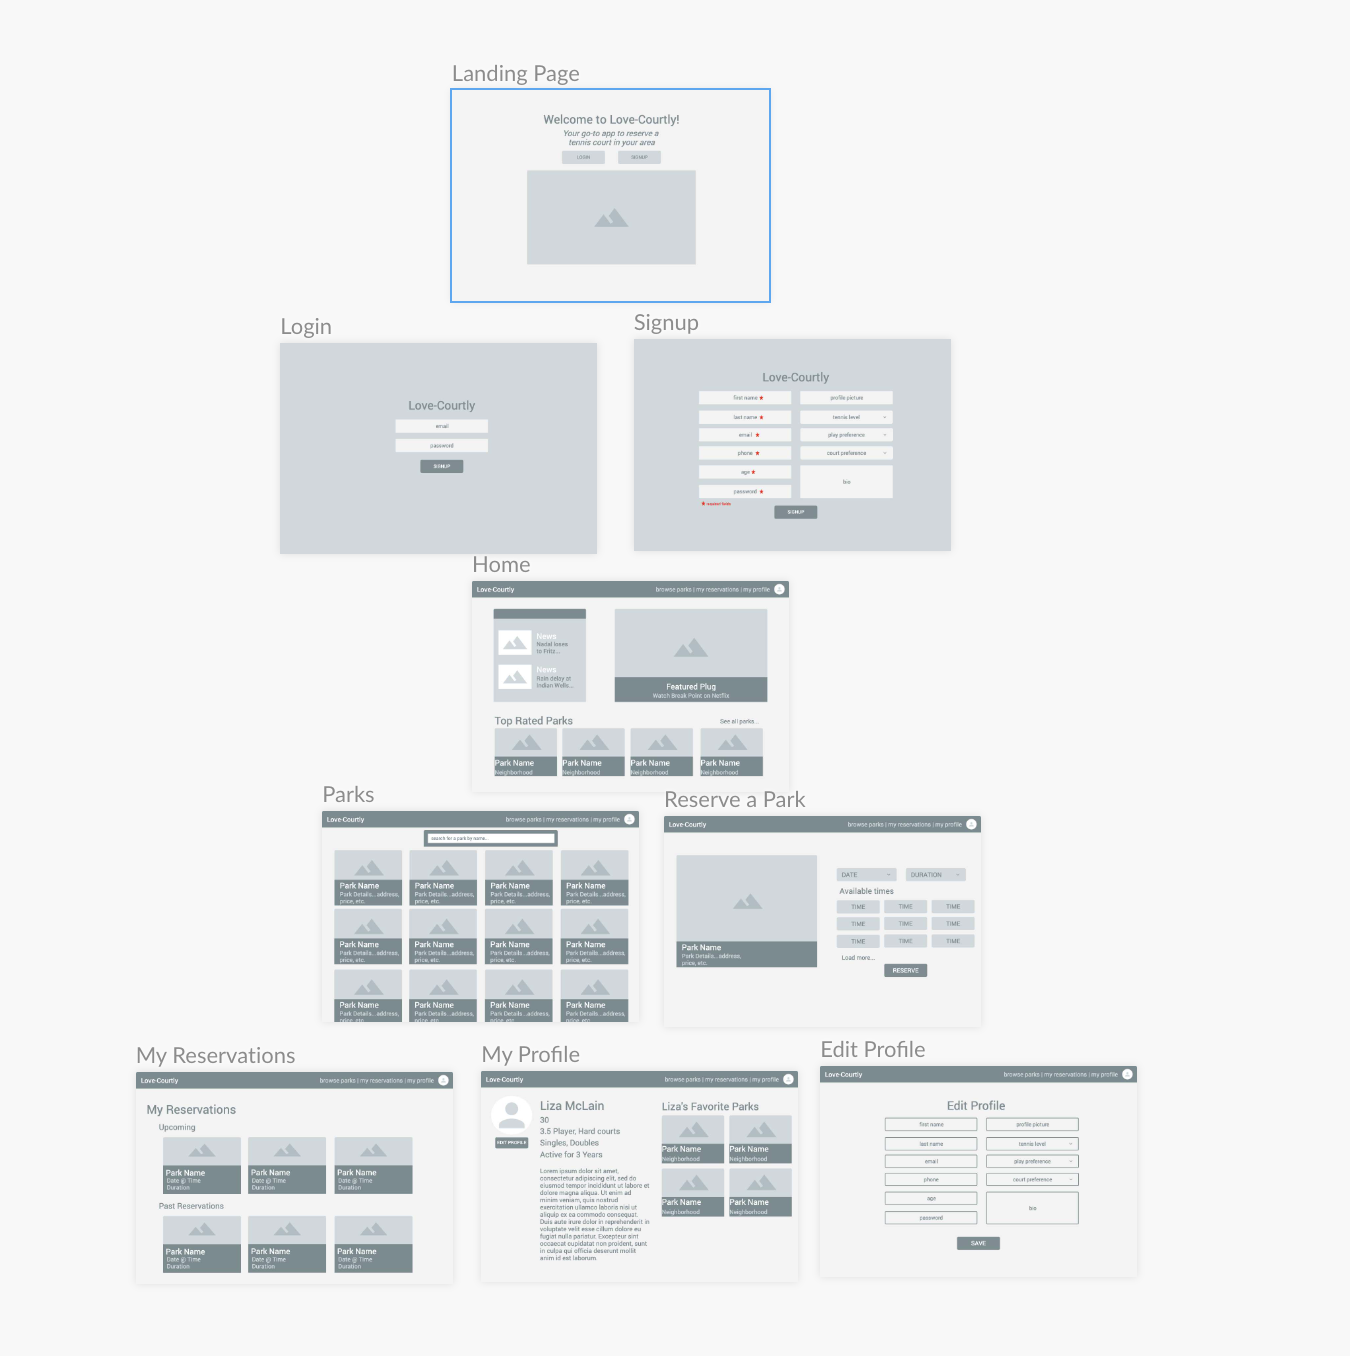 Landing Page
Welcome to Love-Courtly!
Your go-to app to reserve a
tennis court in your area
LOGIN
SIGNUP
Login
Love-Courtly
email
password
SIGNUP
Signup
Love-Courtly
first name *
profile picture
last name *
tennis level
email *
play preference
phone *
court preference
age *
bio
password *
* required fields
SIGNUP
Home
Love-Courtly
browse parks | my reservations | my profile
News
Nadal loses
to Fritz...
News
Rain delay at
Indian Wells...
Featured Plug
Watch Break Point on Netflix
Top Rated Parks
See all parks...
Park Name
Neighborhood
Park Name
Neighborhood
Park Name
Neighborhood
Park Name
Neighborhood
Parks
Love-Courtly
browse parks | my reservations | my profile
search for a park by name...
Park Name
Park Details...address,
price, etc.
Park Name
Park Details...address,
price, etc.
Park Name
Park Details...address,
price, etc.
Park Name
Park Details...address,
price, etc.
Park Name
Park Details...address,
price, etc.
Park Name
Park Details...address,
price, etc.
Park Name
Park Details...address,
price, etc.
Park Name
Park Details...address,
price, etc.
Park Name
Park Details...address,
price, etc.
Park Name
Park Details...address,
price, etc.
Park Name
Park Details...address,
price, etc.
Park Name
Park Details...address,
price, etc.
Reserve a Park
Love-Courtly
browse parks | my reservations | my profile
Park Name
Park Details...address,
price, etc.
DATE
DURATION
Available times
TIME
TIME
TIME
TIME
TIME
TIME
TIME
TIME
TIME
Load more...
RESERVE
My Reservations
Love-Courtly
browse parks | my reservations | my profile
My Reservations
Upcoming
Park Name
Date @ Time
Duration
Park Name
Date @ Time
Duration
Park Name
Date @ Time
Duration
Past Reservations
Park Name
Date @ Time
Duration
Park Name
Date @ Time
Duration
Park Name
Date @ Time
Duration
My Profile
Love-Courtly
browse parks | my reservations | my profile
EDIT PROFILE
Liza McLain
30
3.5 Player, Hard courts
Singles, Doubles
Active for 3 Years
Lorem ipsum dolor sit amet,
consectetur adipiscing elit, sed do
eiusmod tempor incididunt ut labore et
dolore magna aliqua. Ut enim ad
minim veniam, quis nostrud
exercitation ullamco laboris nisi ut
aliquip ex ea commodo consequat.
Duis aute irure dolor in reprehenderit in
voluptate velit esse cillum dolore eu
fugiat nulla pariatur. Excepteur sint
occaecat cupidatat non proident, sunt
in culpa qui officia deserunt mollit
anim id est laborum.
Liza's Favorite Parks
Park Name
Neighborhood
Park Name
Neighborhood
Park Name
Neighborhood
Park Name
Neighborhood
Edit Profile
Love-Courtly
browse parks | my reservations | my profile
Edit Profile
first name
profile picture
last name
tennis level
email
play preference
phone
court preference
age
bio
password
SAVE